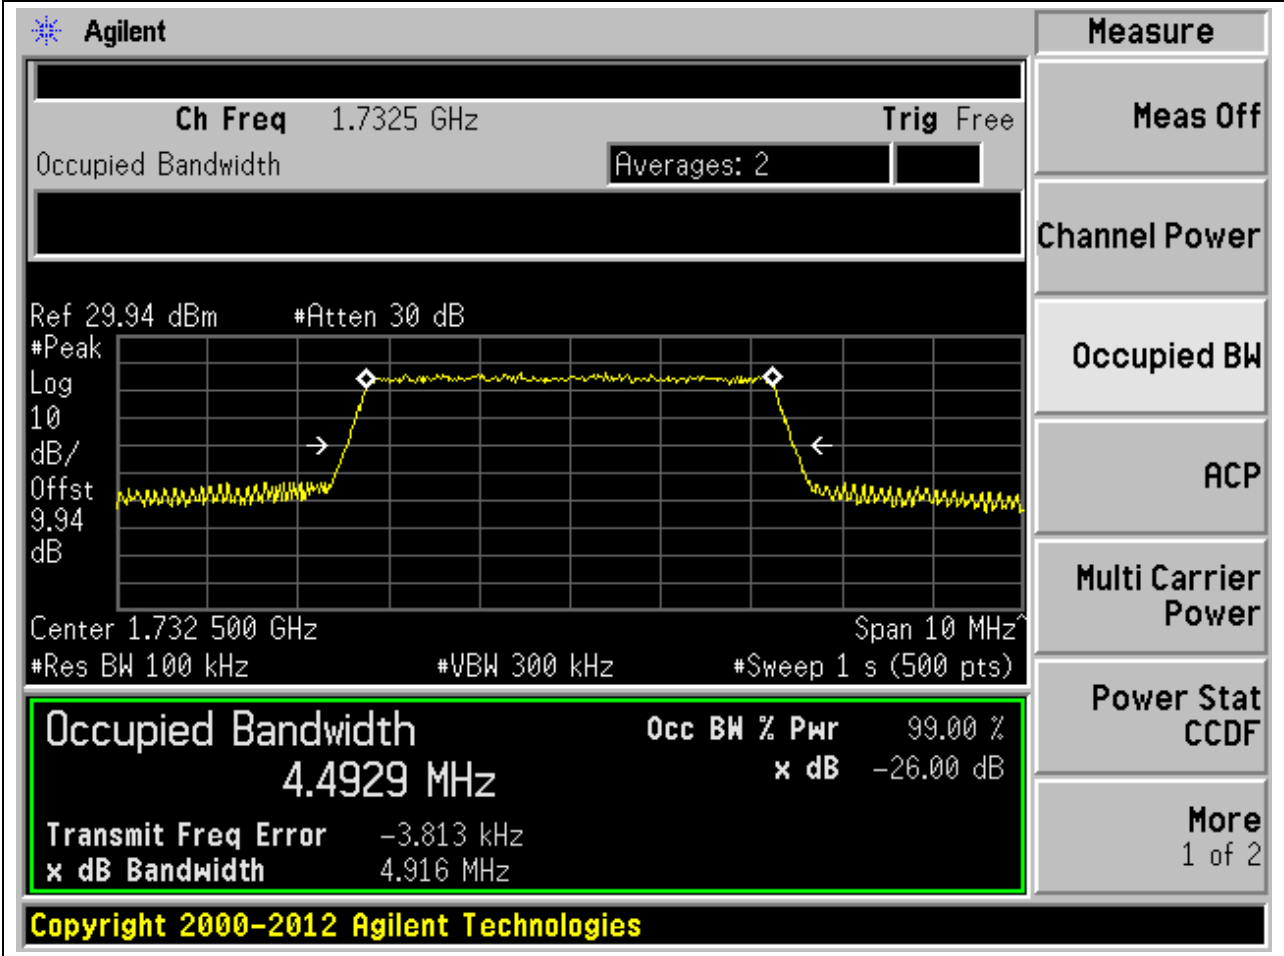 Agilent
Measure
Ch Freq 1.7325 GHz Trig Free
Occupied Bandwidth Averages: 2
Meas Off
Channel Power
Ref 29.94 dBm #Atten 30 dB
#Peak
Log
10
dB/
Offst
9.94
dB
Occupied BW
ACP
Center 1.732 500 GHz Span 10 MHz^
#Res BW 100 kHz #VBW 300 kHz #Sweep 1 s (500 pts)
Multi Carrier
Power
Occupied Bandwidth Occ BW % Pwr 99.00 %
4.4929 MHz x dB -26.00 dB
Transmit Freq Error -3.813 kHz
x dB Bandwidth 4.916 MHz
Power Stat
CCDF
More
1 of 2
Copyright 2000-2012 Agilent Technologies